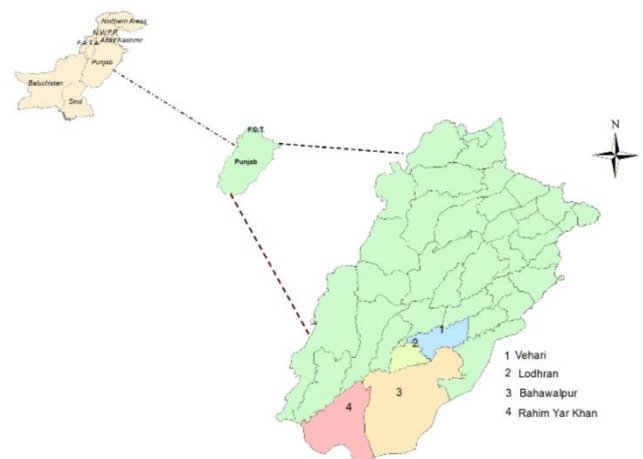 Northern Areas
N.W.F.P.
F.A.T.A.
Azad Kashmir
Punjab
Baluchistan
Sind
F.C.T.
Punjab
N
1
2
3
4
1 Vehari
2 Lodhran
3 Bahawalpur
4 Rahim Yar Khan